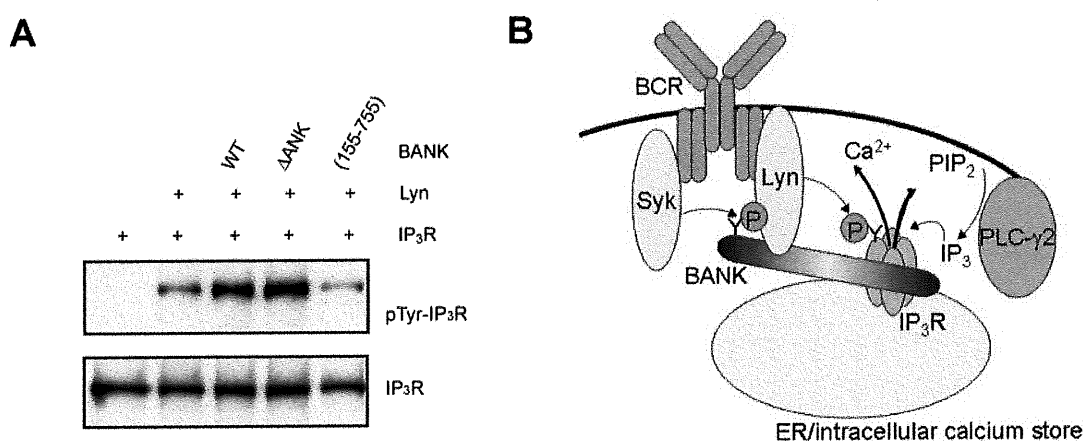 A
WT ΔANK (155-755) BANK
+ + + + Lyn
+ + + + + IP₃R
pTyr-IP₃R
IP₃R
B
BCR
Ca²⁺
PIP₂
Syk
Lyn
P
P
IP₃
PLC-γ2
BANK
IP₃R
ER/intracellular calcium store